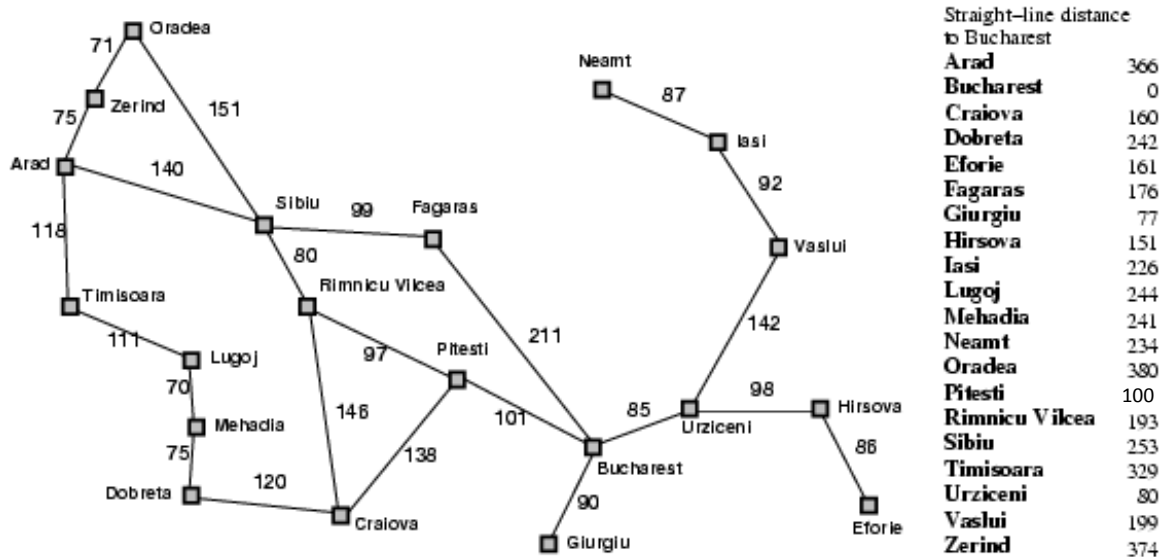 Oradea
71
Neamt
87
Zerind
151
75
Iasi
Arad
140
92
Sibiu
99
Fagaras
118
80
Vaslui
Rimnicu Vilcea
Timisoara
211
142
111
Lugoj
97
Pitesti
70
98
Hirsova
146
85
101
Urziceni
Mehadia
75
138
86
Bucharest
120
Dobreta
90
Craiova
Eforie
Giurgiu
Straight–line distance
to Bucharest
Arad 366
Bucharest 0
Craiova 160
Dobreta 242
Eforie 161
Fagaras 176
Giurgiu 77
Hirsova 151
Iasi 226
Lugoj 244
Mehadia 241
Neamt 234
Oradea 380
Pitesti 100
Rimnicu Vilcea 193
Sibiu 253
Timisoara 329
Urziceni 80
Vaslui 199
Zerind 374